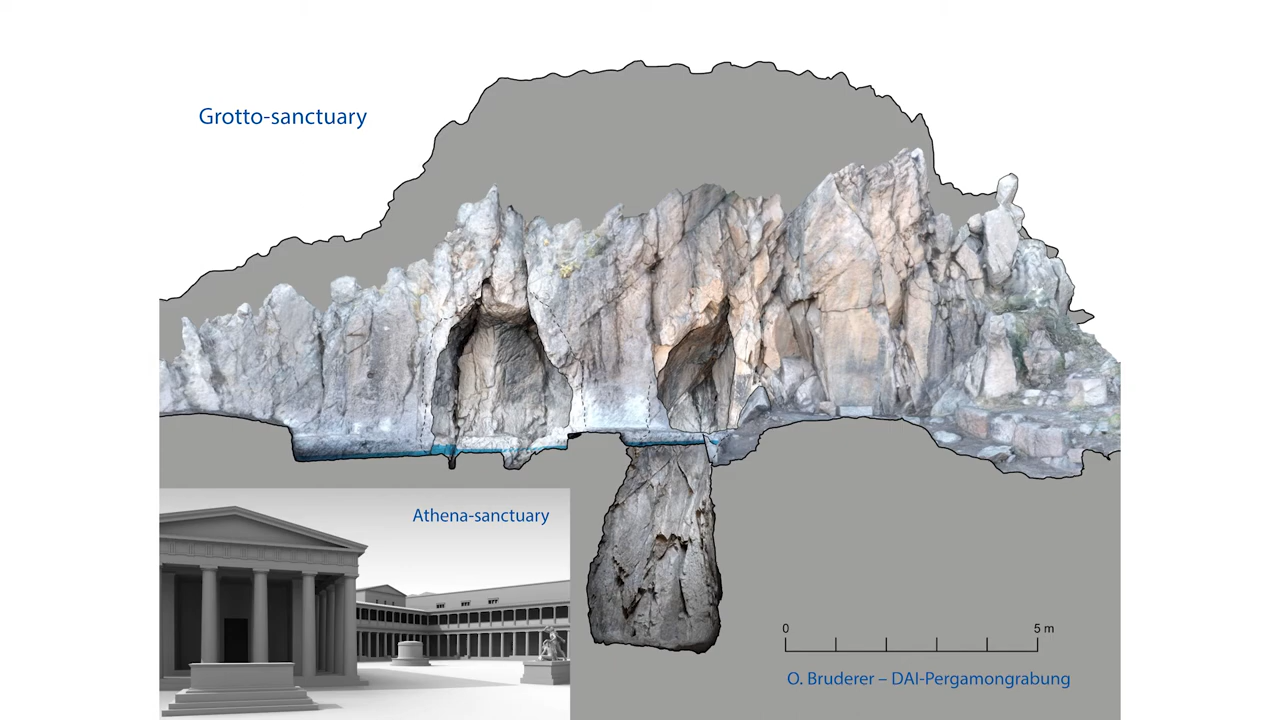 Grotto-sanctuary
Athena-sanctuary
0
5 m
O. Bruderer – DAI-Pergamongrabung